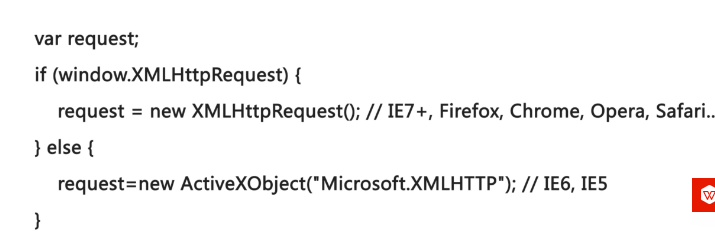 var request;
if (window.XMLHttpRequest) {
request = new XMLHttpRequest(); // IE7+, Firefox, Chrome, Opera, Safari..
} else {
request=new ActiveXObject("Microsoft.XMLHTTP"); // IE6, IE5
}